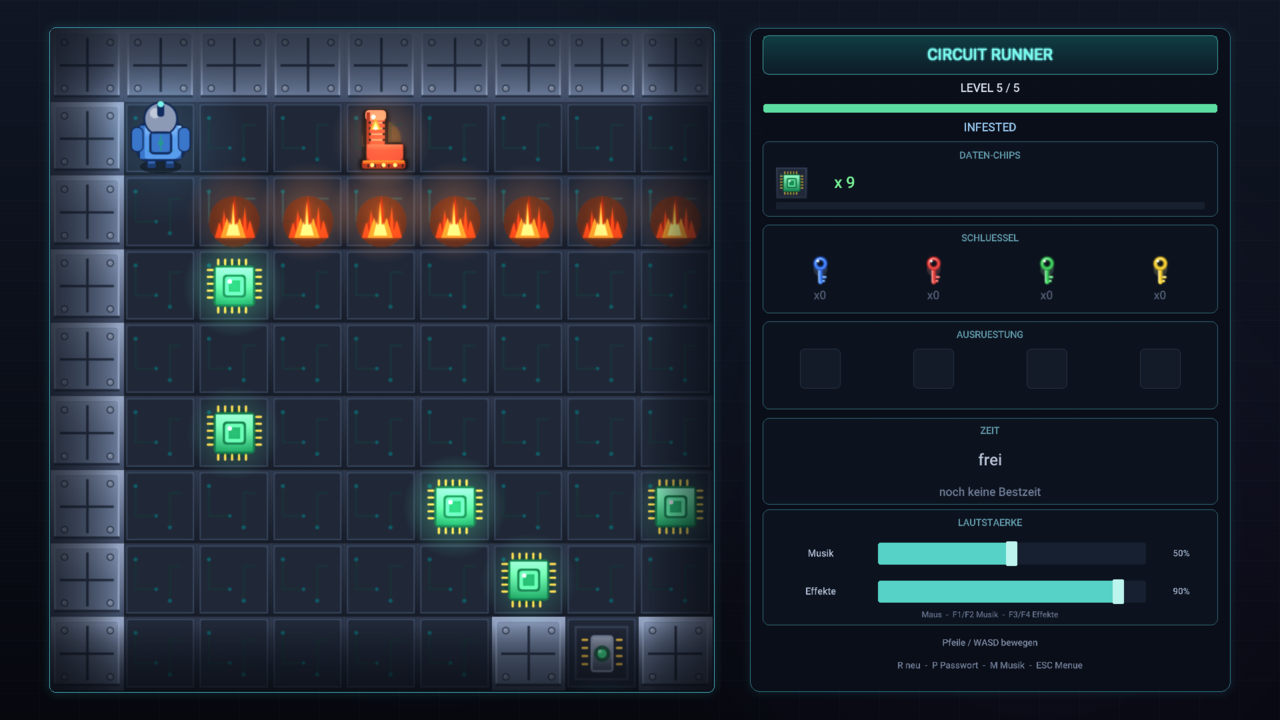 CIRCUIT RUNNER
LEVEL 5 / 5
INFESTED
DATEN-CHIPS
x 9
SCHLUESSEL
x0 x0 x0 x0
AUSRUESTUNG
ZEIT
frei
noch keine Bestzeit
LAUTSTAERKE
Musik 50%
Effekte 90%
Maus - F1/F2 Musik - F3/F4 Effekte
Pfeile / WASD bewegen
R neu - P Passwort - M Musik - ESC Menue